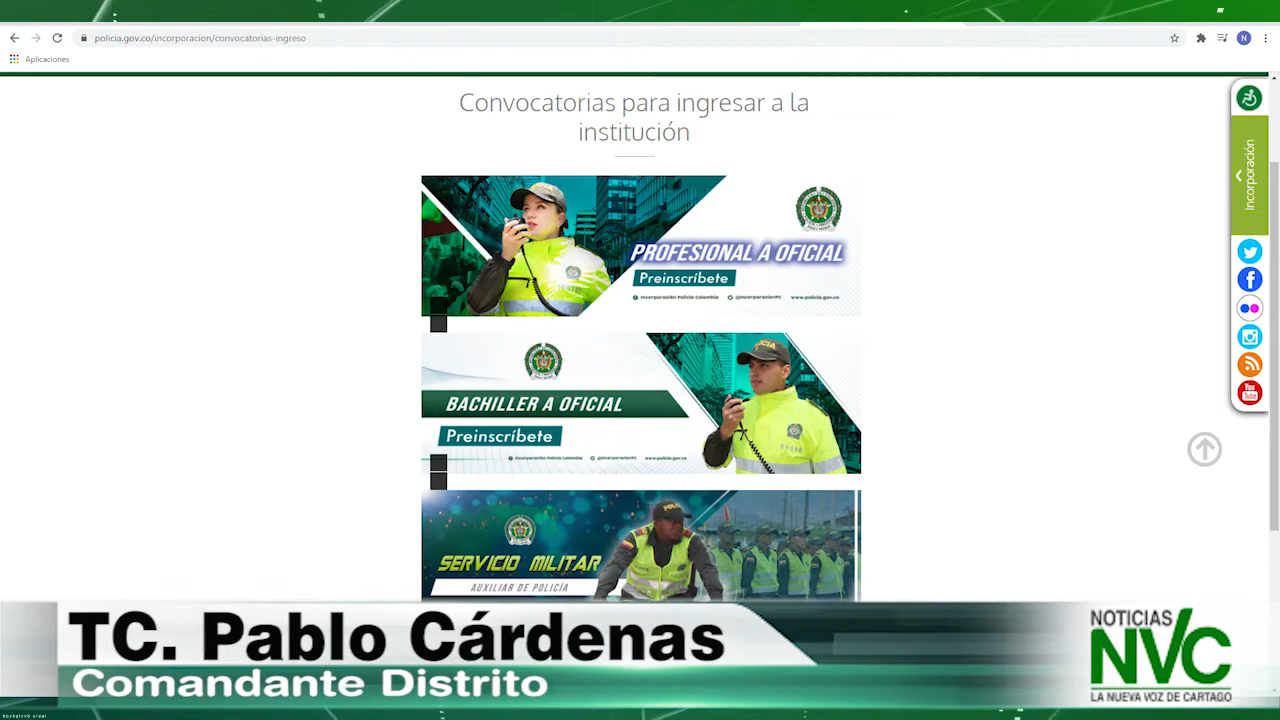 policia.gov.co/incorporacion/convocatorias-ingreso
N
Aplicaciones
Convocatorias para ingresar a la
institución
PROFESIONAL A OFICIAL
Preinscríbete
Incorporación Policía Colombia @IncorporacionPC www.policia.gov.co
BACHILLER A OFICIAL
Preinscríbete
Incorporación Policía Colombia @IncorporacionPC www.policia.gov.co
SERVICIO MILITAR
AUXILIAR DE POLICÍA
Incorporación
You
Tube
TC. Pablo Cárdenas
Comandante Distrito
NOTICIAS
NVC
LA NUEVA VOZ DE CARTAGO